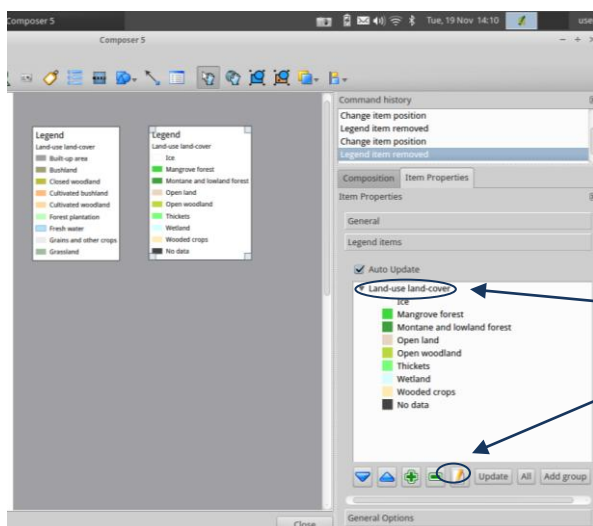 Composer 5
Tue, 19 Nov 14:10
use
Composer 5
Legend
Land-use land-cover
Built-up area
Bushland
Closed woodland
Cultivated bushland
Cultivated woodland
Forest plantation
Fresh water
Grains and other crops
Grassland
Legend
Land-use land-cover
Ice
Mangrove forest
Montane and lowland forest
Open land
Open woodland
Thickets
Wetland
Wooded crops
No data
Command history
Change item position
Legend item removed
Change item position
Legend item removed
Composition
Item Properties
Item Properties
General
Legend items
Auto Update
Land-use land-cover
Ice
Mangrove forest
Montane and lowland forest
Open land
Open woodland
Thickets
Wetland
Wooded crops
No data
Update
All
Add group
General Options
Close